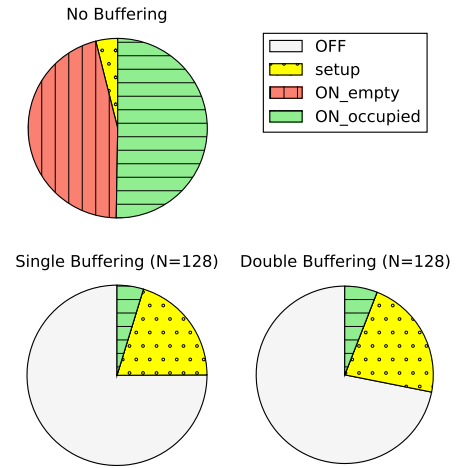 No Buffering
OFF
setup
ON_empty
ON_occupied
Single Buffering (N=128)
Double Buffering (N=128)